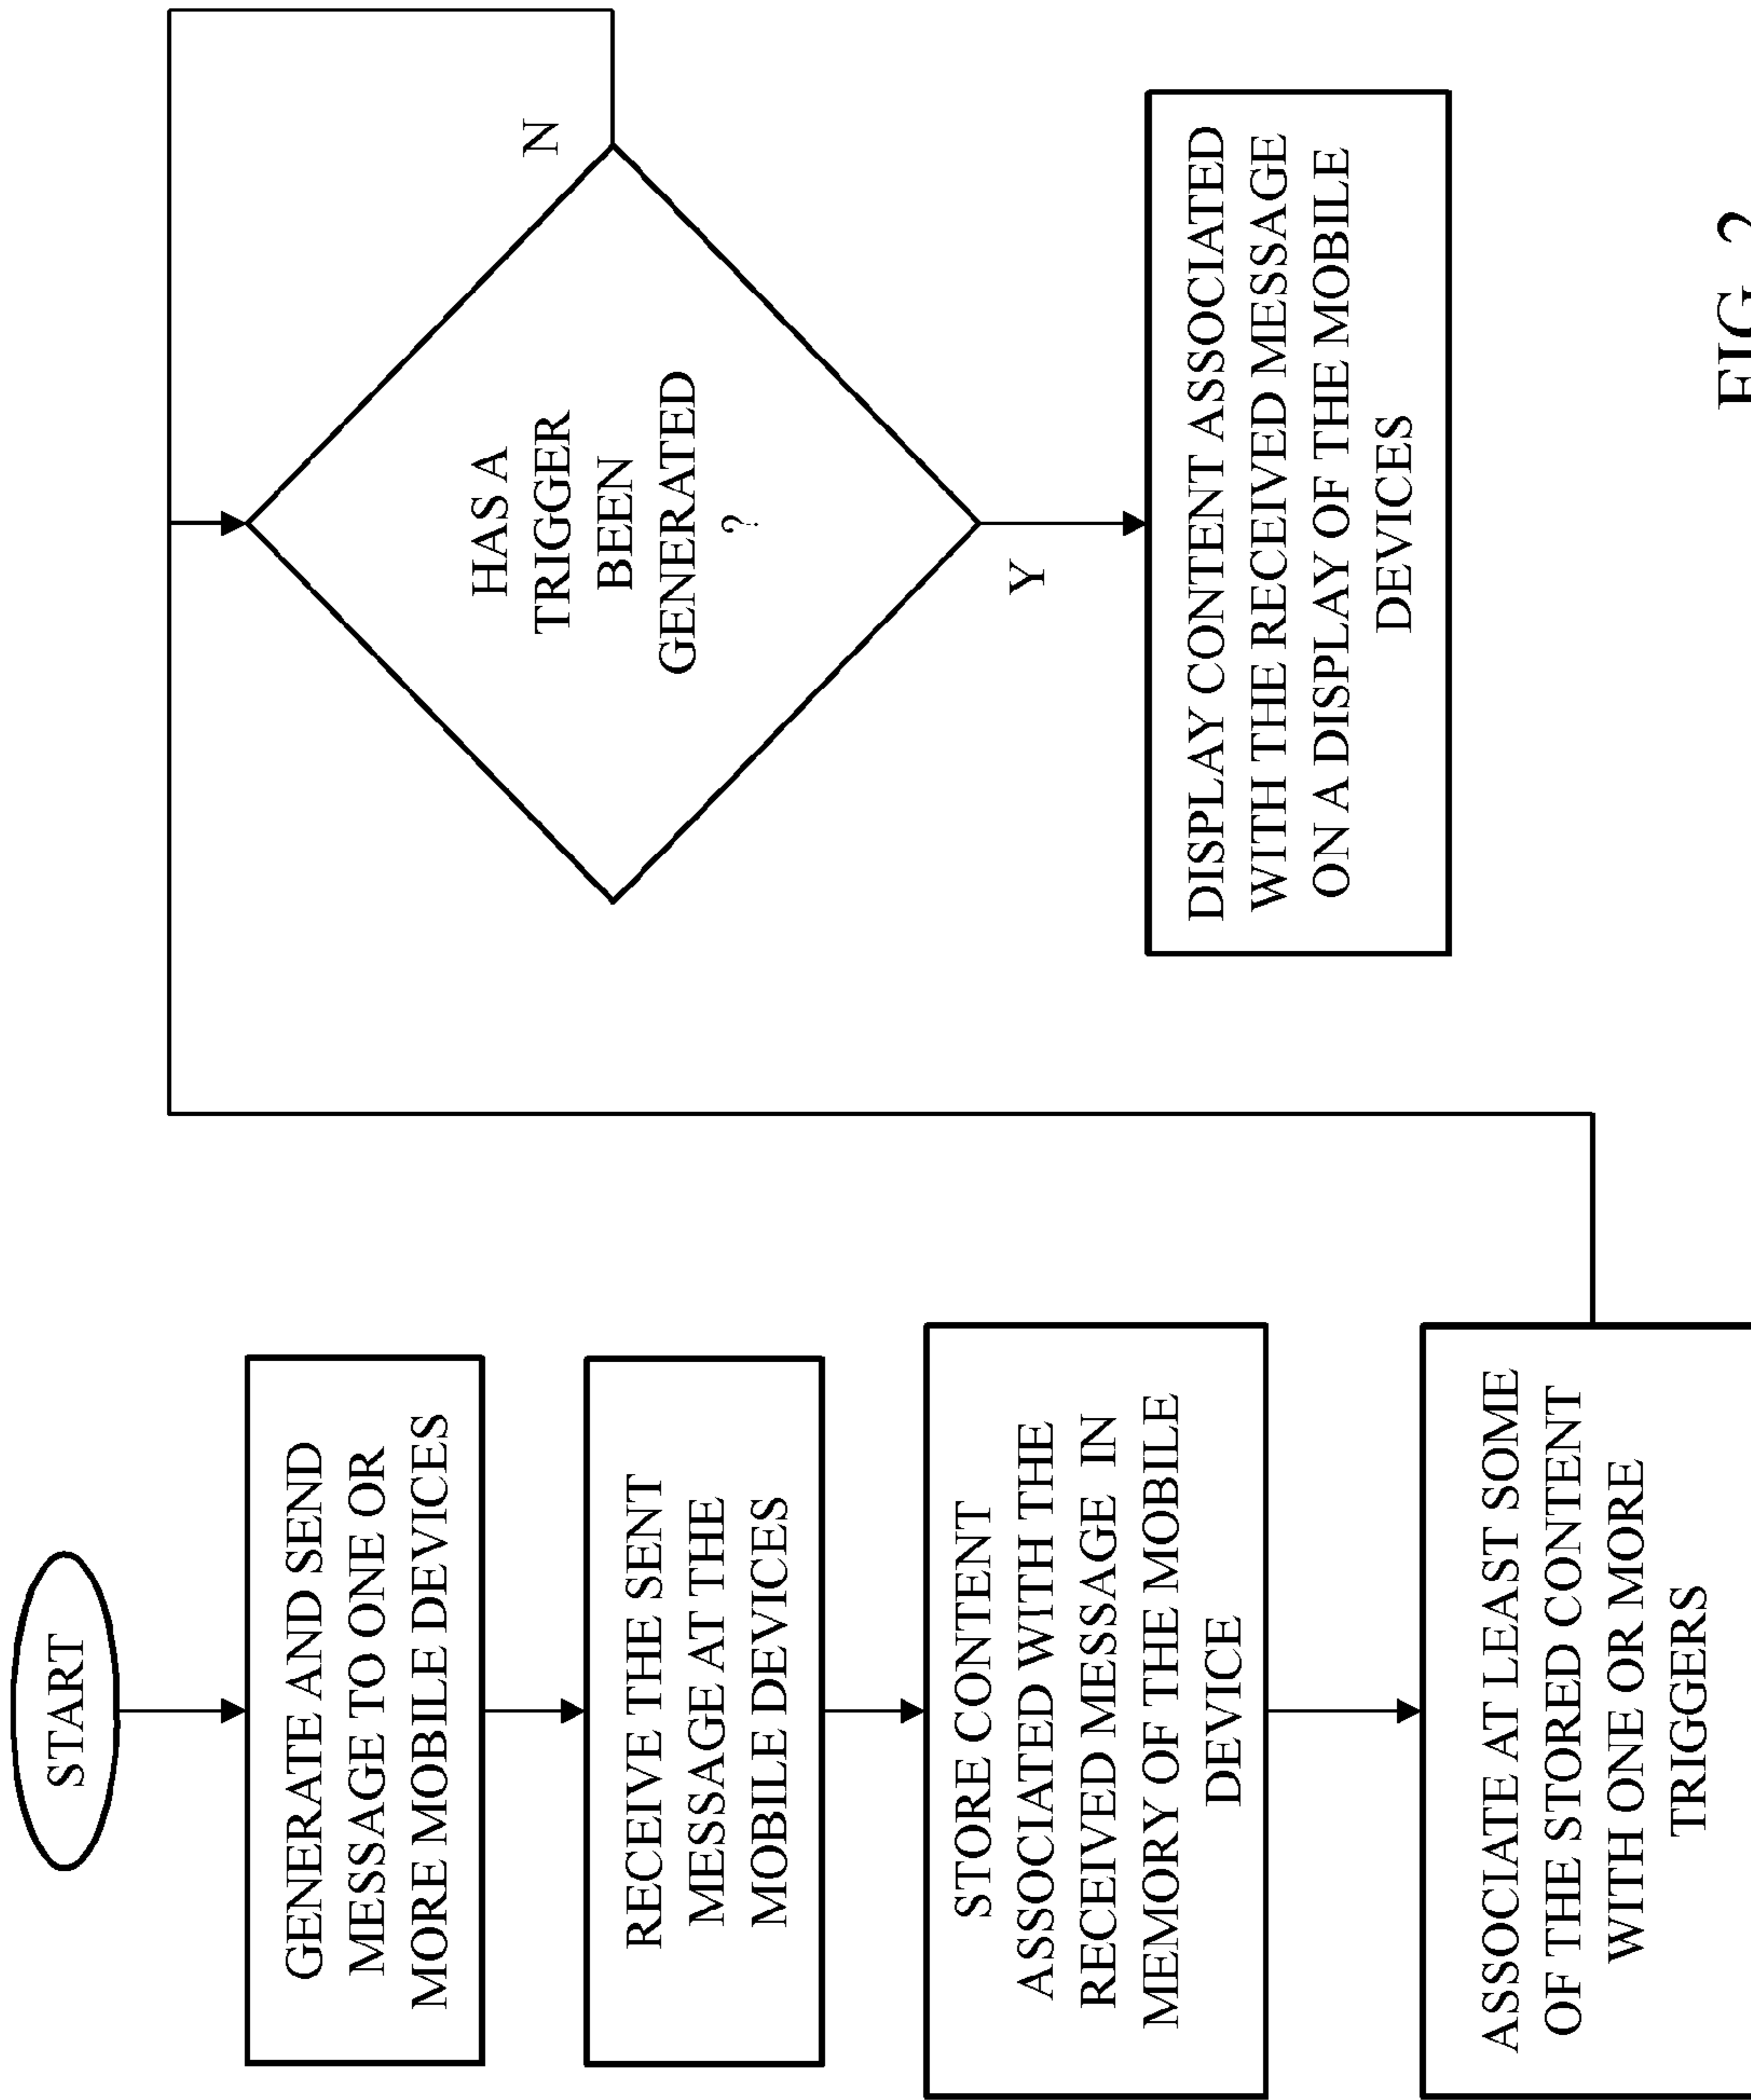 START
GENERATE AND SEND
MESSAGE TO ONE OR
MORE MOBILE DEVICES
RECEIVE THE SENT
MESSAGE AT THE
MOBILE DEVICES
STORE CONTENT
ASSOCIATED WITH THE
RECEIVED MESSAGE IN
MEMORY OF THE MOBILE
DEVICE
ASSOCIATE AT LEAST SOME
OF THE STORED CONTENT
WITH ONE OR MORE
TRIGGERS
HAS A
TRIGGER
BEEN
GENERATED
?
N
Y
DISPLAY CONTENT ASSOCIATED
WITH THE RECEIVED MESSAGE
ON A DISPLAY OF THE MOBILE
DEVICES
FIG. 2